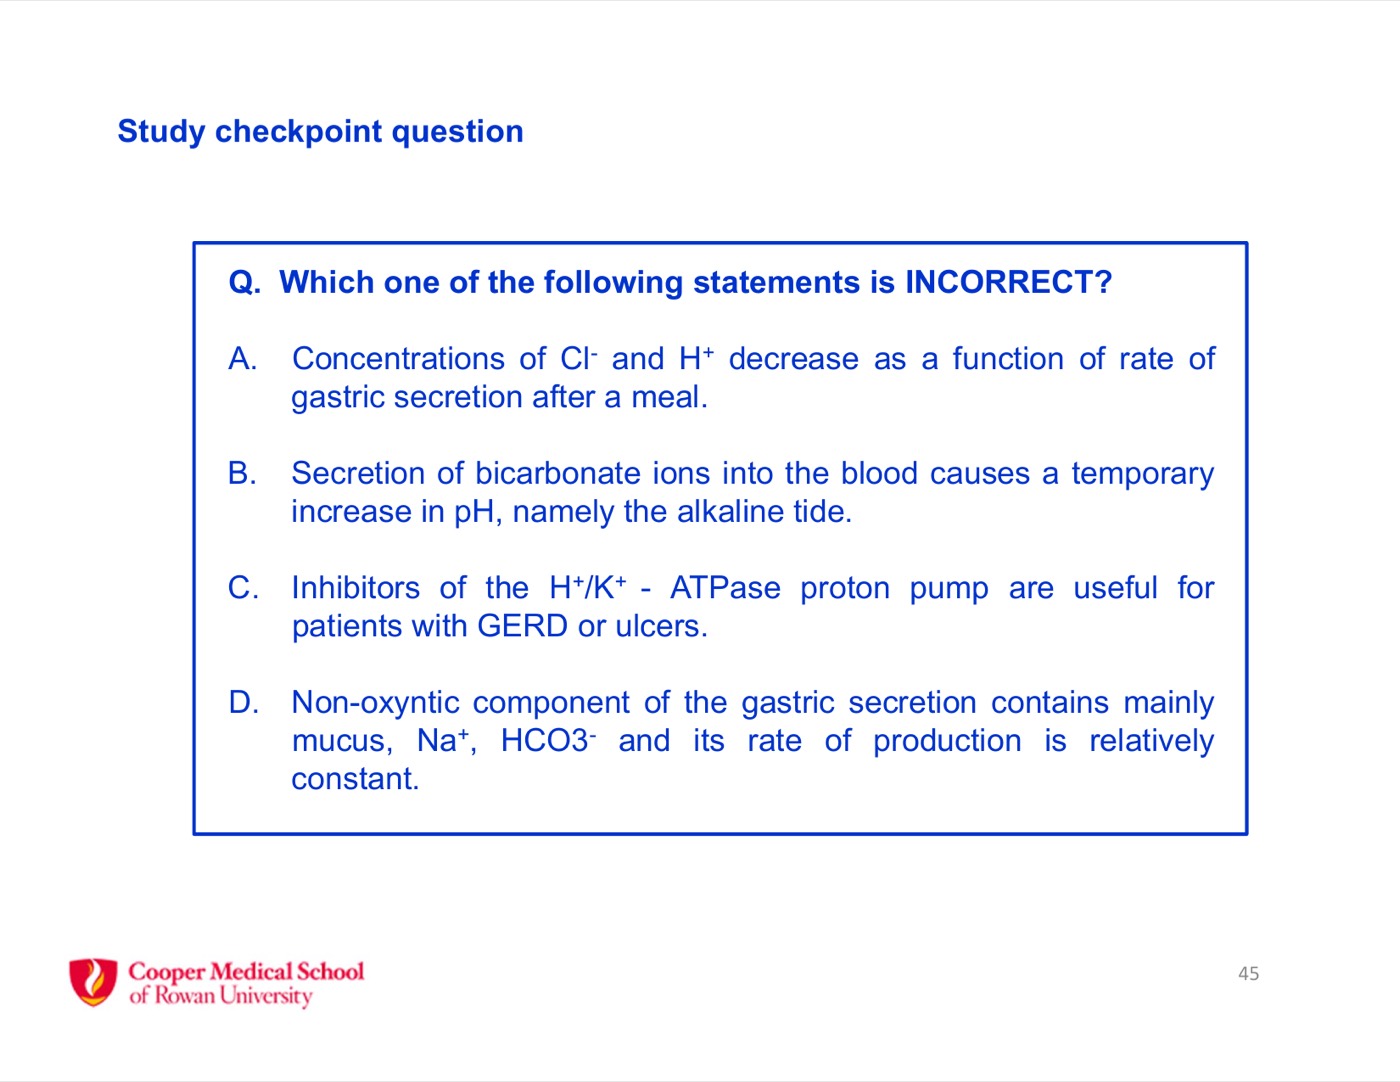 Study checkpoint question
Q. Which one of the following statements is INCORRECT?
A. Concentrations of Cl⁻ and H⁺ decrease as a function of rate of
gastric secretion after a meal.
B. Secretion of bicarbonate ions into the blood causes a temporary
increase in pH, namely the alkaline tide.
C. Inhibitors of the H⁺/K⁺ - ATPase proton pump are useful for
patients with GERD or ulcers.
D. Non-oxyntic component of the gastric secretion contains mainly
mucus, Na⁺, HCO3⁻ and its rate of production is relatively
constant.
Cooper Medical School
of Rowan University
45